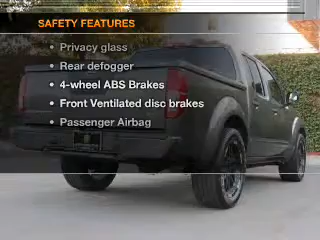 SAFETY FEATURES
• Privacy glass
• Rear defogger
• 4-wheel ABS Brakes
• Front Ventilated disc brakes
• Passenger Airbag